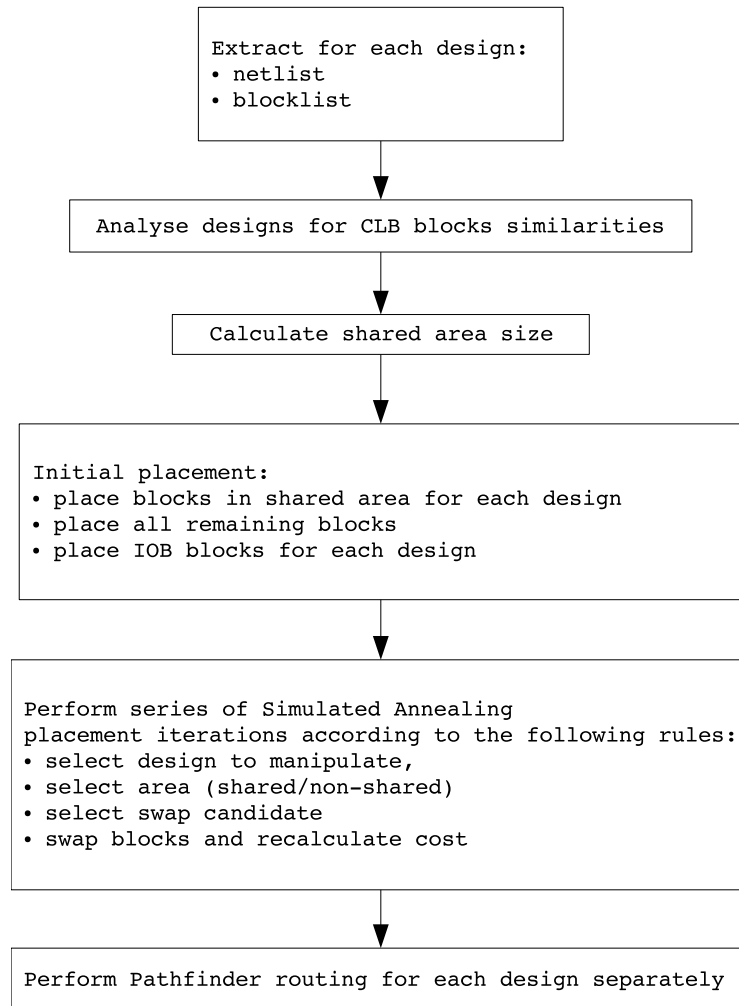 Extract for each design:
• netlist
• blocklist
Analyse designs for CLB blocks similarities
Calculate shared area size
Initial placement:
• place blocks in shared area for each design
• place all remaining blocks
• place IOB blocks for each design
Perform series of Simulated Annealing
placement iterations according to the following rules:
• select design to manipulate,
• select area (shared/non-shared)
• select swap candidate
• swap blocks and recalculate cost
Perform Pathfinder routing for each design separately